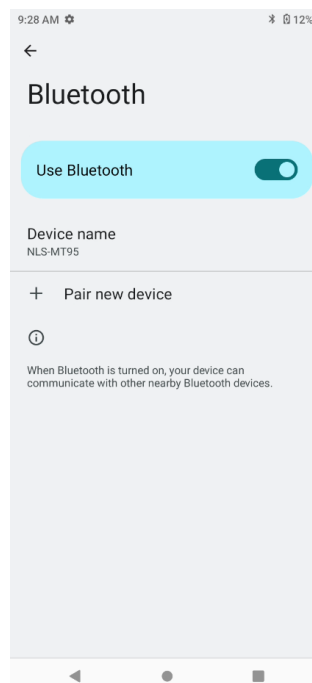 9:28 AM 12%
Bluetooth
Use Bluetooth
Device name
NLS-MT95
Pair new device
When Bluetooth is turned on, your device can
communicate with other nearby Bluetooth devices.